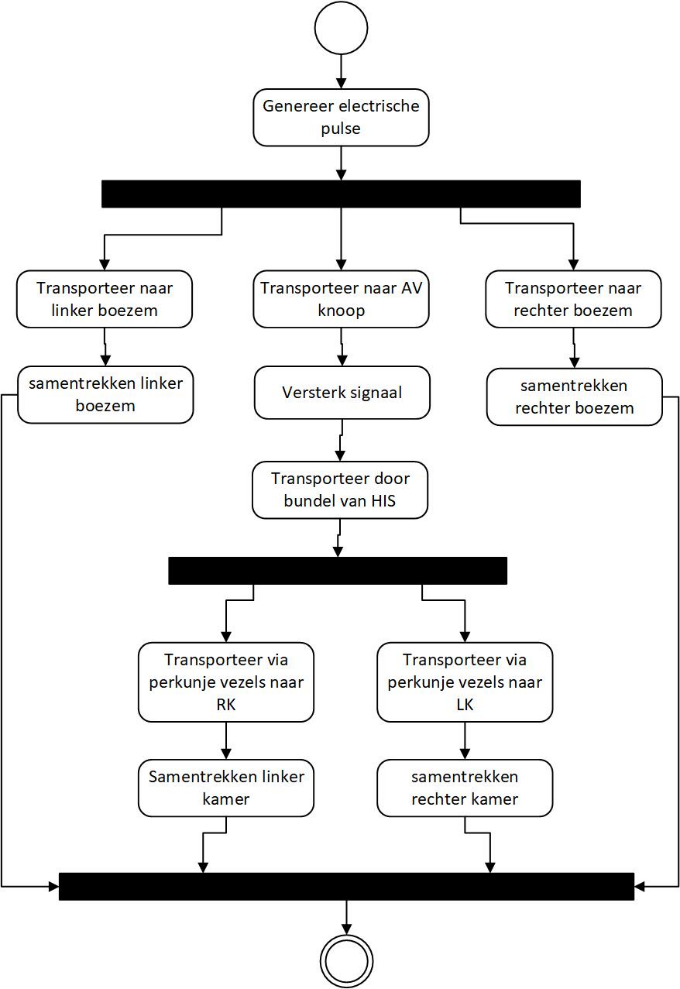 Genereer electrische
pulse
Transporteer naar
linker boezem
Transporteer naar AV
knoop
Transporteer naar
rechter boezem
samentrekken linker
boezem
Versterk signaal
samentrekken
rechter boezem
Transporteer door
bundel van HIS
Transporteer via
perkunje vezels naar
RK
Transporteer via
perkunje vezels naar
LK
Samentrekken linker
kamer
samentrekken
rechter kamer